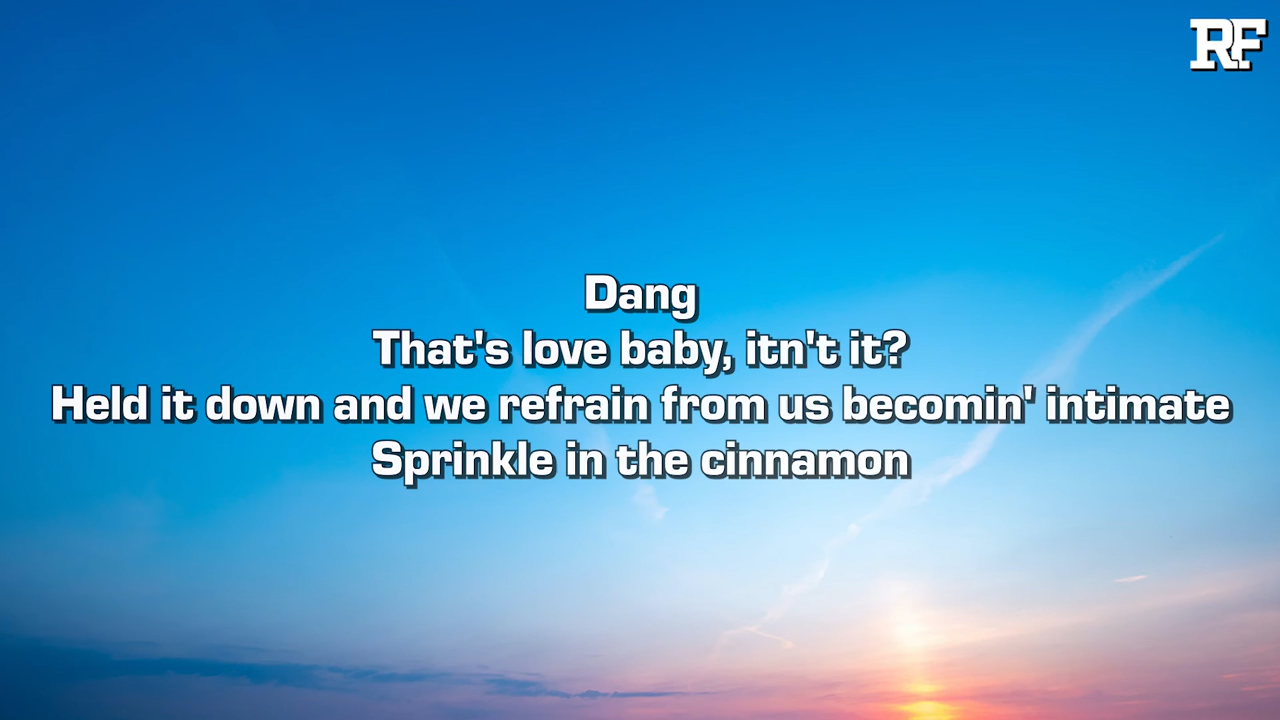 RF
Dang
That's love baby, itn't it?
Held it down and we refrain from us becomin' intimate
Sprinkle in the cinnamon